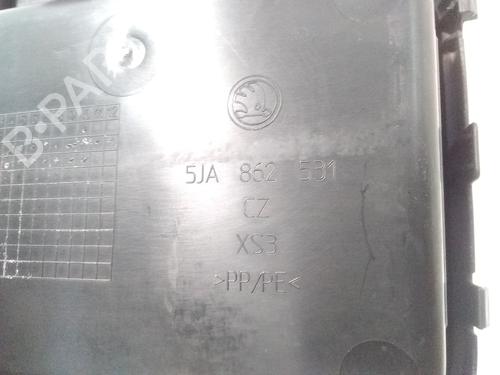 B-PARTS
5JA 862 531
CZ
XS3
>PP/PE<